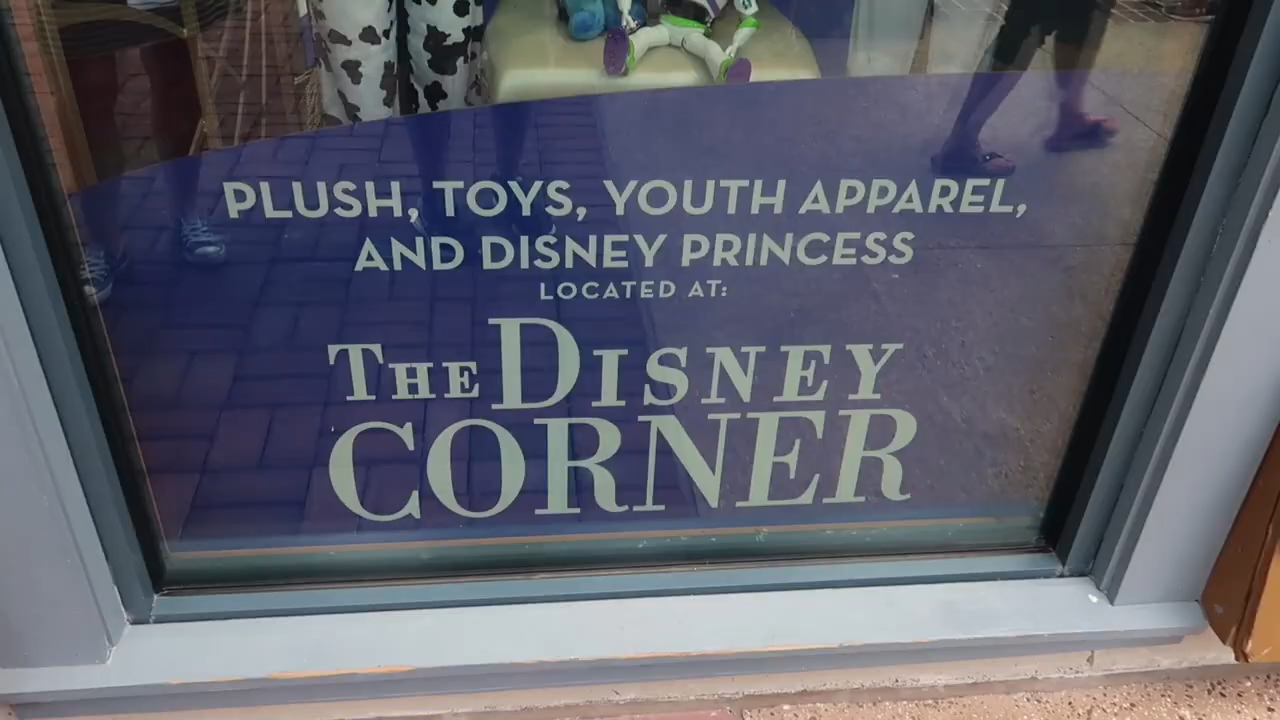 PLUSH, TOYS, YOUTH APPAREL,
AND DISNEY PRINCESS
LOCATED AT:
THE DISNEY
CORNER